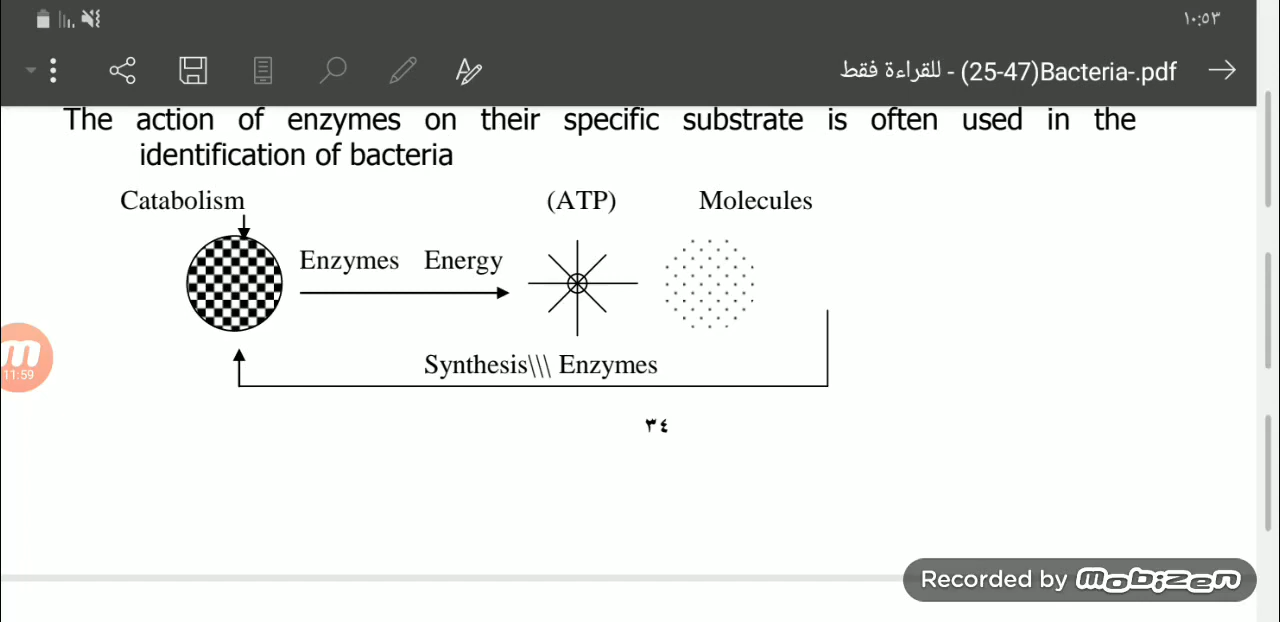 ١٠:٥٣
للقراءة فقط - (25-47)Bacteria-.pdf
The action of enzymes on their specific substrate is often used in the
identification of bacteria
Catabolism (ATP) Molecules
Enzymes Energy
Synthesis\\\ Enzymes
٣٤
m
11:59
Recorded by mobizen